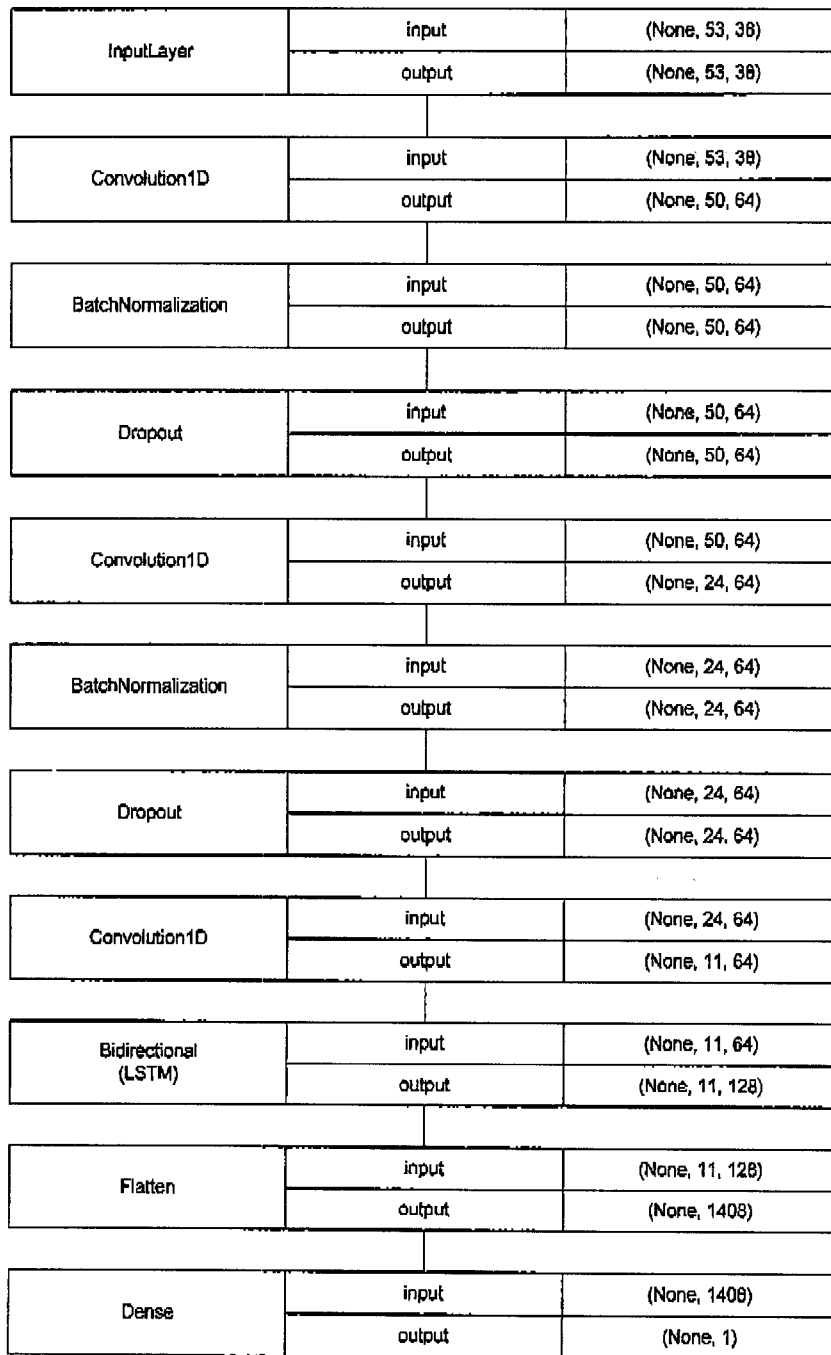 InputLayer input (None, 53, 38)
output (None, 53, 38)
Convolution1D input (None, 53, 38)
output (None, 50, 64)
BatchNormalization input (None, 50, 64)
output (None, 50, 64)
Dropout input (None, 50, 64)
output (None, 50, 64)
Convolution1D input (None, 50, 64)
output (None, 24, 64)
BatchNormalization input (None, 24, 64)
output (None, 24, 64)
Dropout input (None, 24, 64)
output (None, 24, 64)
Convolution1D input (None, 24, 64)
output (None, 11, 64)
Bidirectional input (None, 11, 64)
(LSTM) output (None, 11, 128)
Flatten input (None, 11, 128)
output (None, 1408)
Dense input (None, 1408)
output (None, 1)